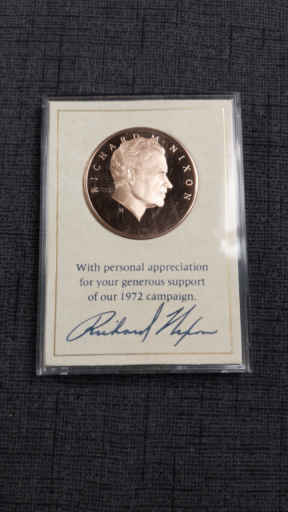 RICHARD M. NIXON
With personal appreciation
for your generous support
of our 1972 campaign.
Richard Nixon